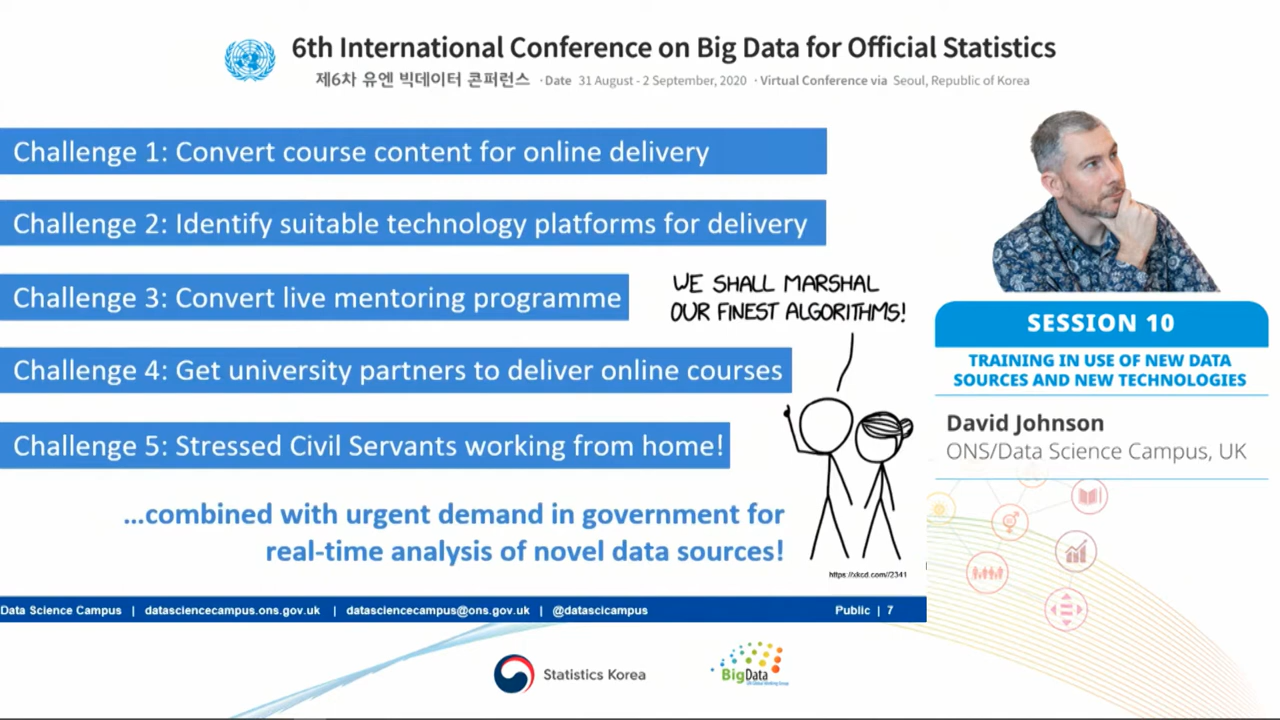 6th International Conference on Big Data for Official Statistics
제6차 유엔 빅데이터 콘퍼런스 · Date 31 August - 2 September, 2020 · Virtual Conference via Seoul, Republic of Korea
Challenge 1: Convert course content for online delivery
Challenge 2: Identify suitable technology platforms for delivery
Challenge 3: Convert live mentoring programme
Challenge 4: Get university partners to deliver online courses
Challenge 5: Stressed Civil Servants working from home!
...combined with urgent demand in government for
real-time analysis of novel data sources!
WE SHALL MARSHAL
OUR FINEST ALGORITHMS!
https://xkcd.com//2341
Data Science Campus | datasciencecampus.ons.gov.uk | datasciencecampus@ons.gov.uk | @datascicampus Public | 7
SESSION 10
TRAINING IN USE OF NEW DATA
SOURCES AND NEW TECHNOLOGIES
David Johnson
ONS/Data Science Campus, UK
Statistics Korea
BigData
UN Global Working Group